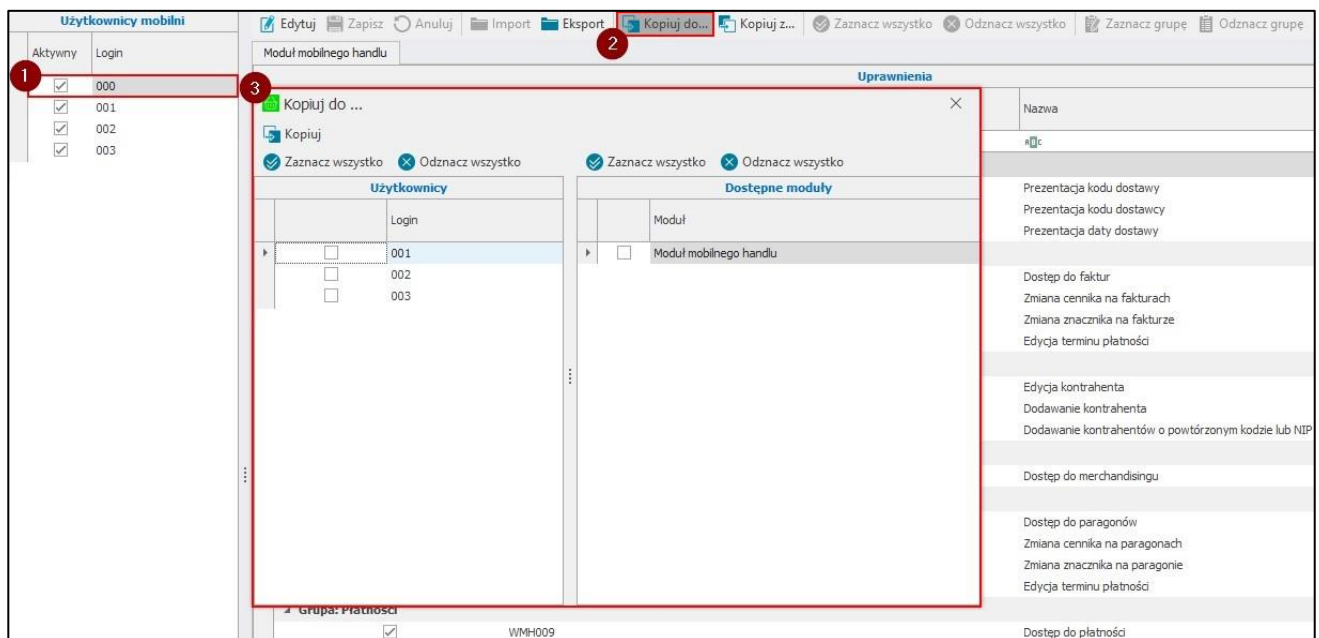 Użytkownicy mobilni
Edytuj Zapisz Anuluj Import Eksport Kopiuj do... Kopiuj z... Zaznacz wszystko Odznacz wszystko Zaznacz grupę Odznacz grupę
2
Aktywny Login
Moduł mobilnego handlu
1
Uprawnienia
000
3
001
002
003
Kopiuj do ...
Kopiuj
Zaznacz wszystko Odznacz wszystko Zaznacz wszystko Odznacz wszystko
Użytkownicy Dostępne moduły
Login Moduł
001 Moduł mobilnego handlu
002
003
Nazwa
Prezentacja kodu dostawy
Prezentacja kodu dostawcy
Prezentacja daty dostawy
Dostęp do faktur
Zmiana cennika na fakturach
Zmiana znacznika na fakturze
Edycja terminu płatności
Edycja kontrahenta
Dodawanie kontrahenta
Dodawanie kontrahentów o powtórzonym kodzie lub NIP
Dostęp do merchandisingu
Dostęp do paragonów
Zmiana cennika na paragonach
Zmiana znacznika na paragonie
Edycja terminu płatności
Grupa: Płatności
WMH009 Dostęp do płatności